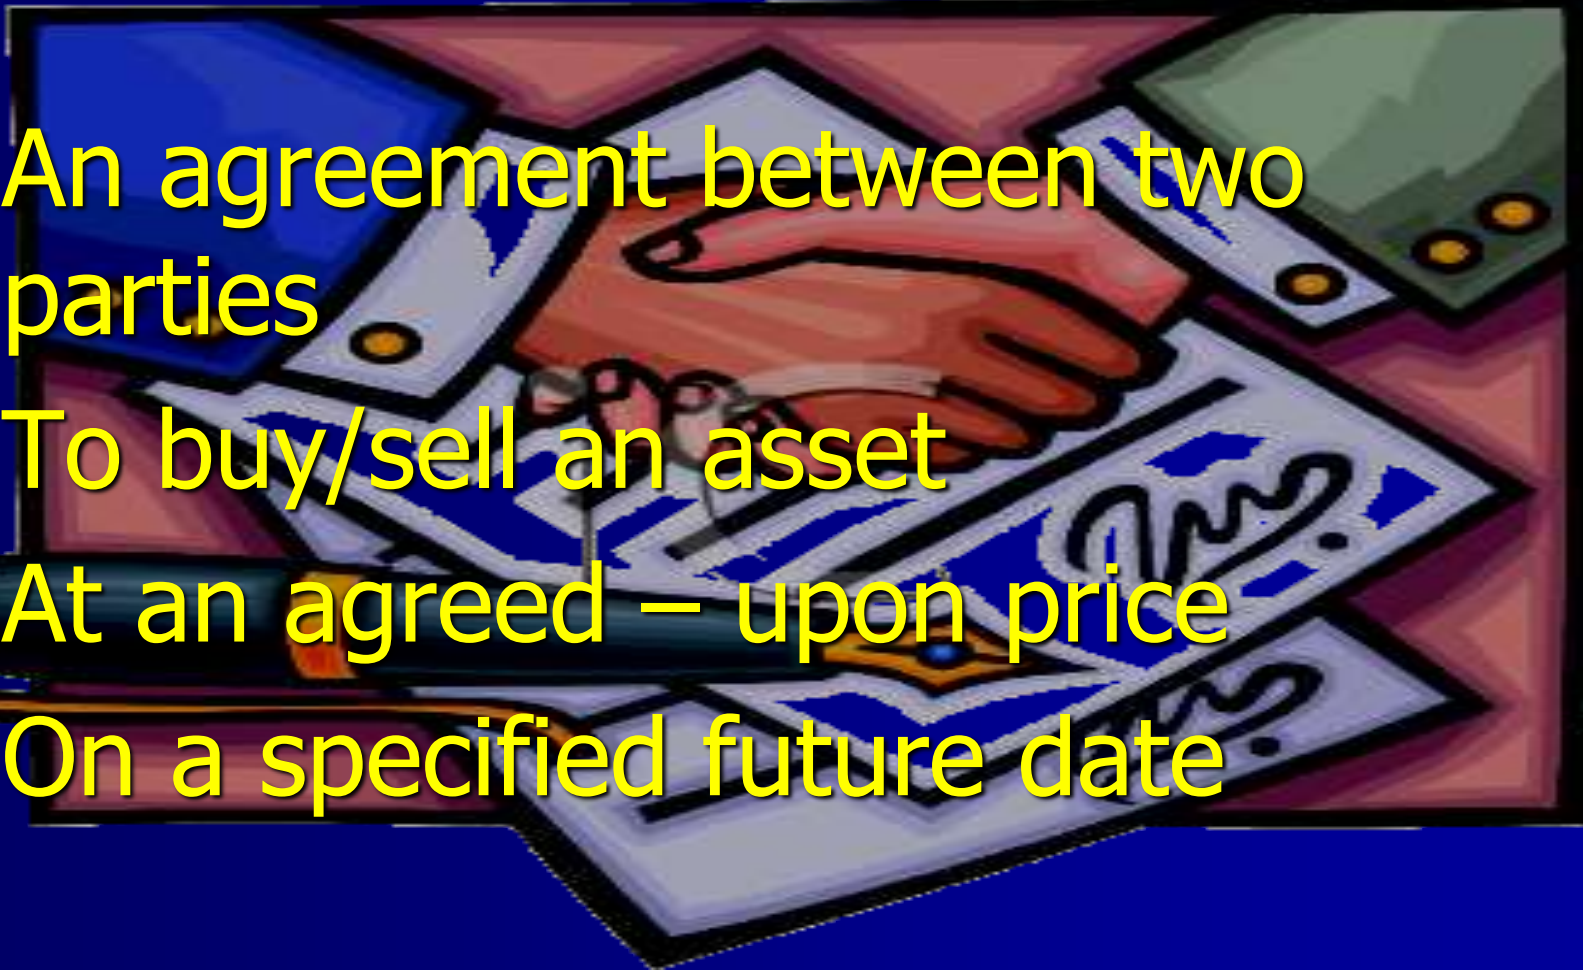 An agreement between two
parties
To buy/sell an asset
At an agreed – upon price
On a specified future date